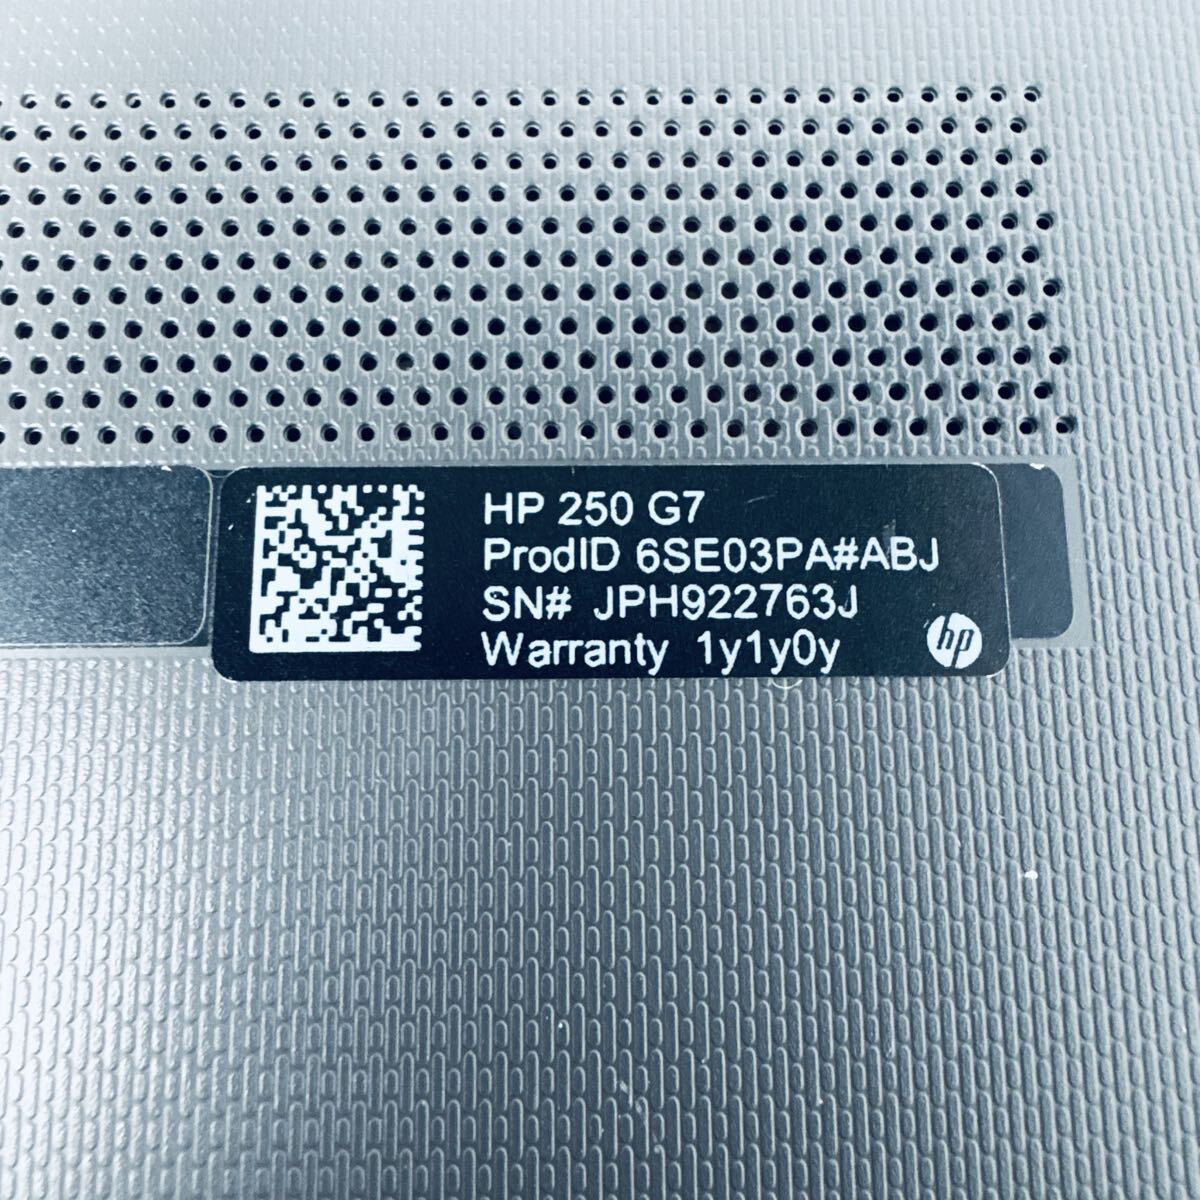 HP 250 G7
ProdID 6SE03PA#ABJ
SN# JPH922763J
Warranty 1y1y0y
hp